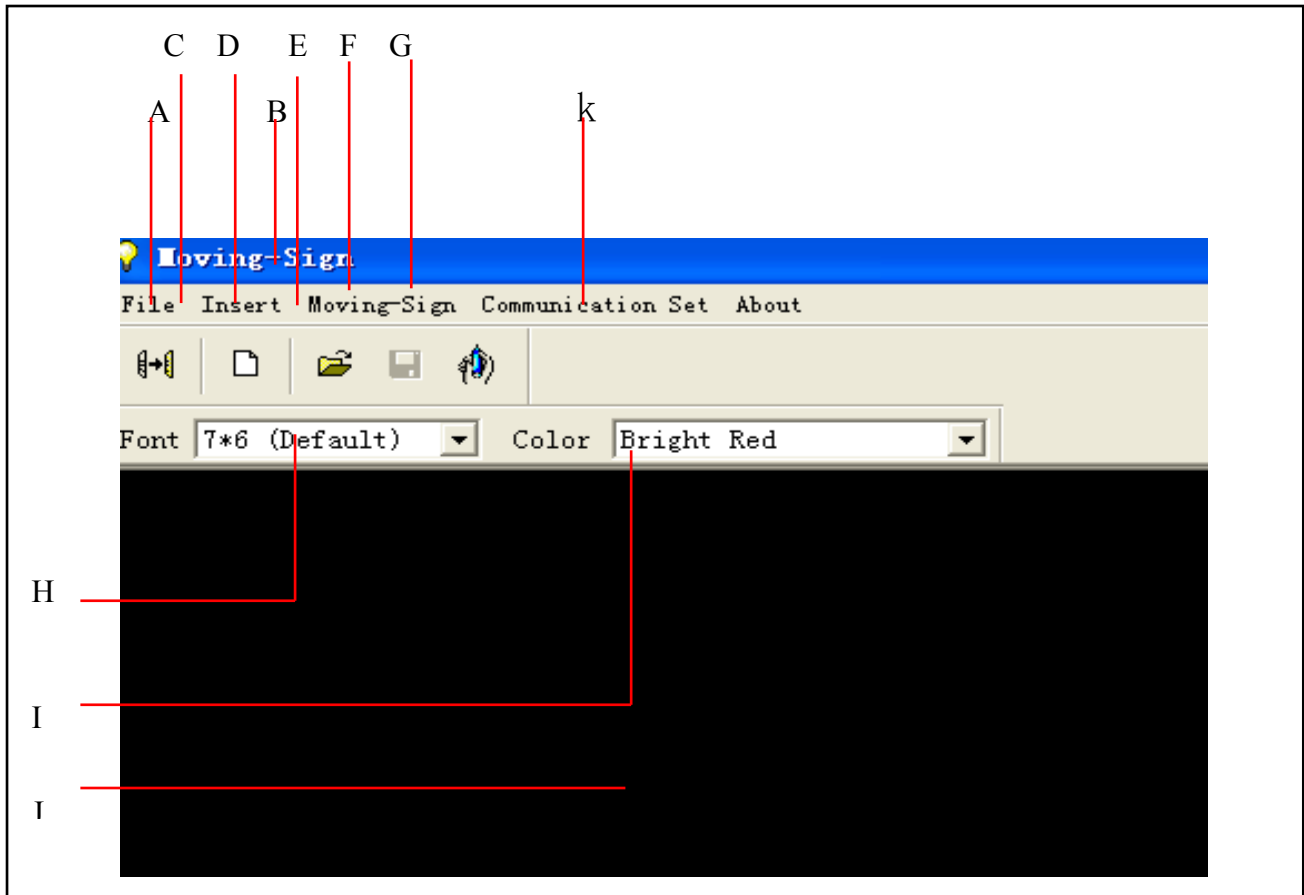 C D E F G
A B k
Moving-Sign
File Insert Moving-Sign Communication Set About
Font 7*6 (Default) Color Bright Red
H
I
J